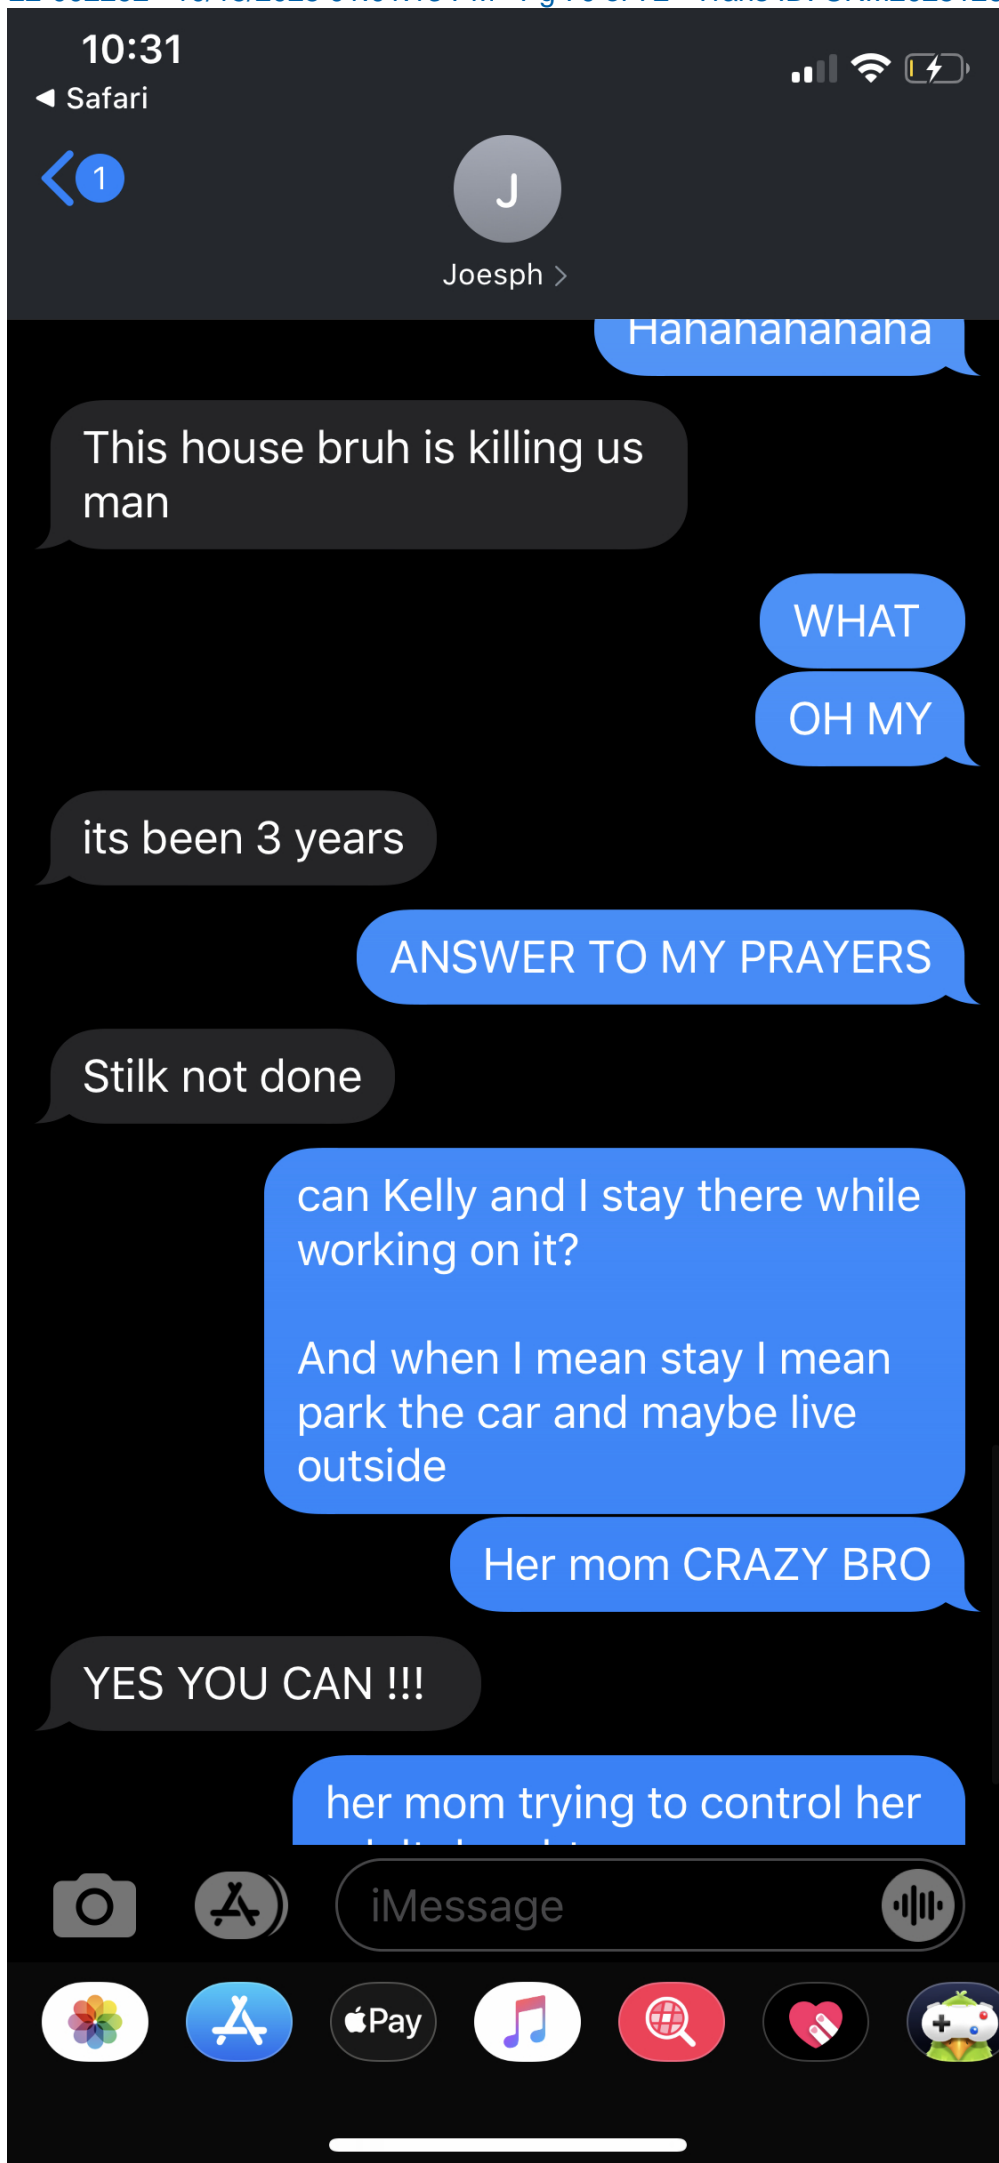 10:31
Safari
1
J
Joesph
Hahahahahaha
This house bruh is killing us
man
WHAT
OH MY
its been 3 years
ANSWER TO MY PRAYERS
Stilk not done
can Kelly and I stay there while
working on it?
And when I mean stay I mean
park the car and maybe live
outside
Her mom CRAZY BRO
YES YOU CAN !!!
her mom trying to control her
iMessage
Pay